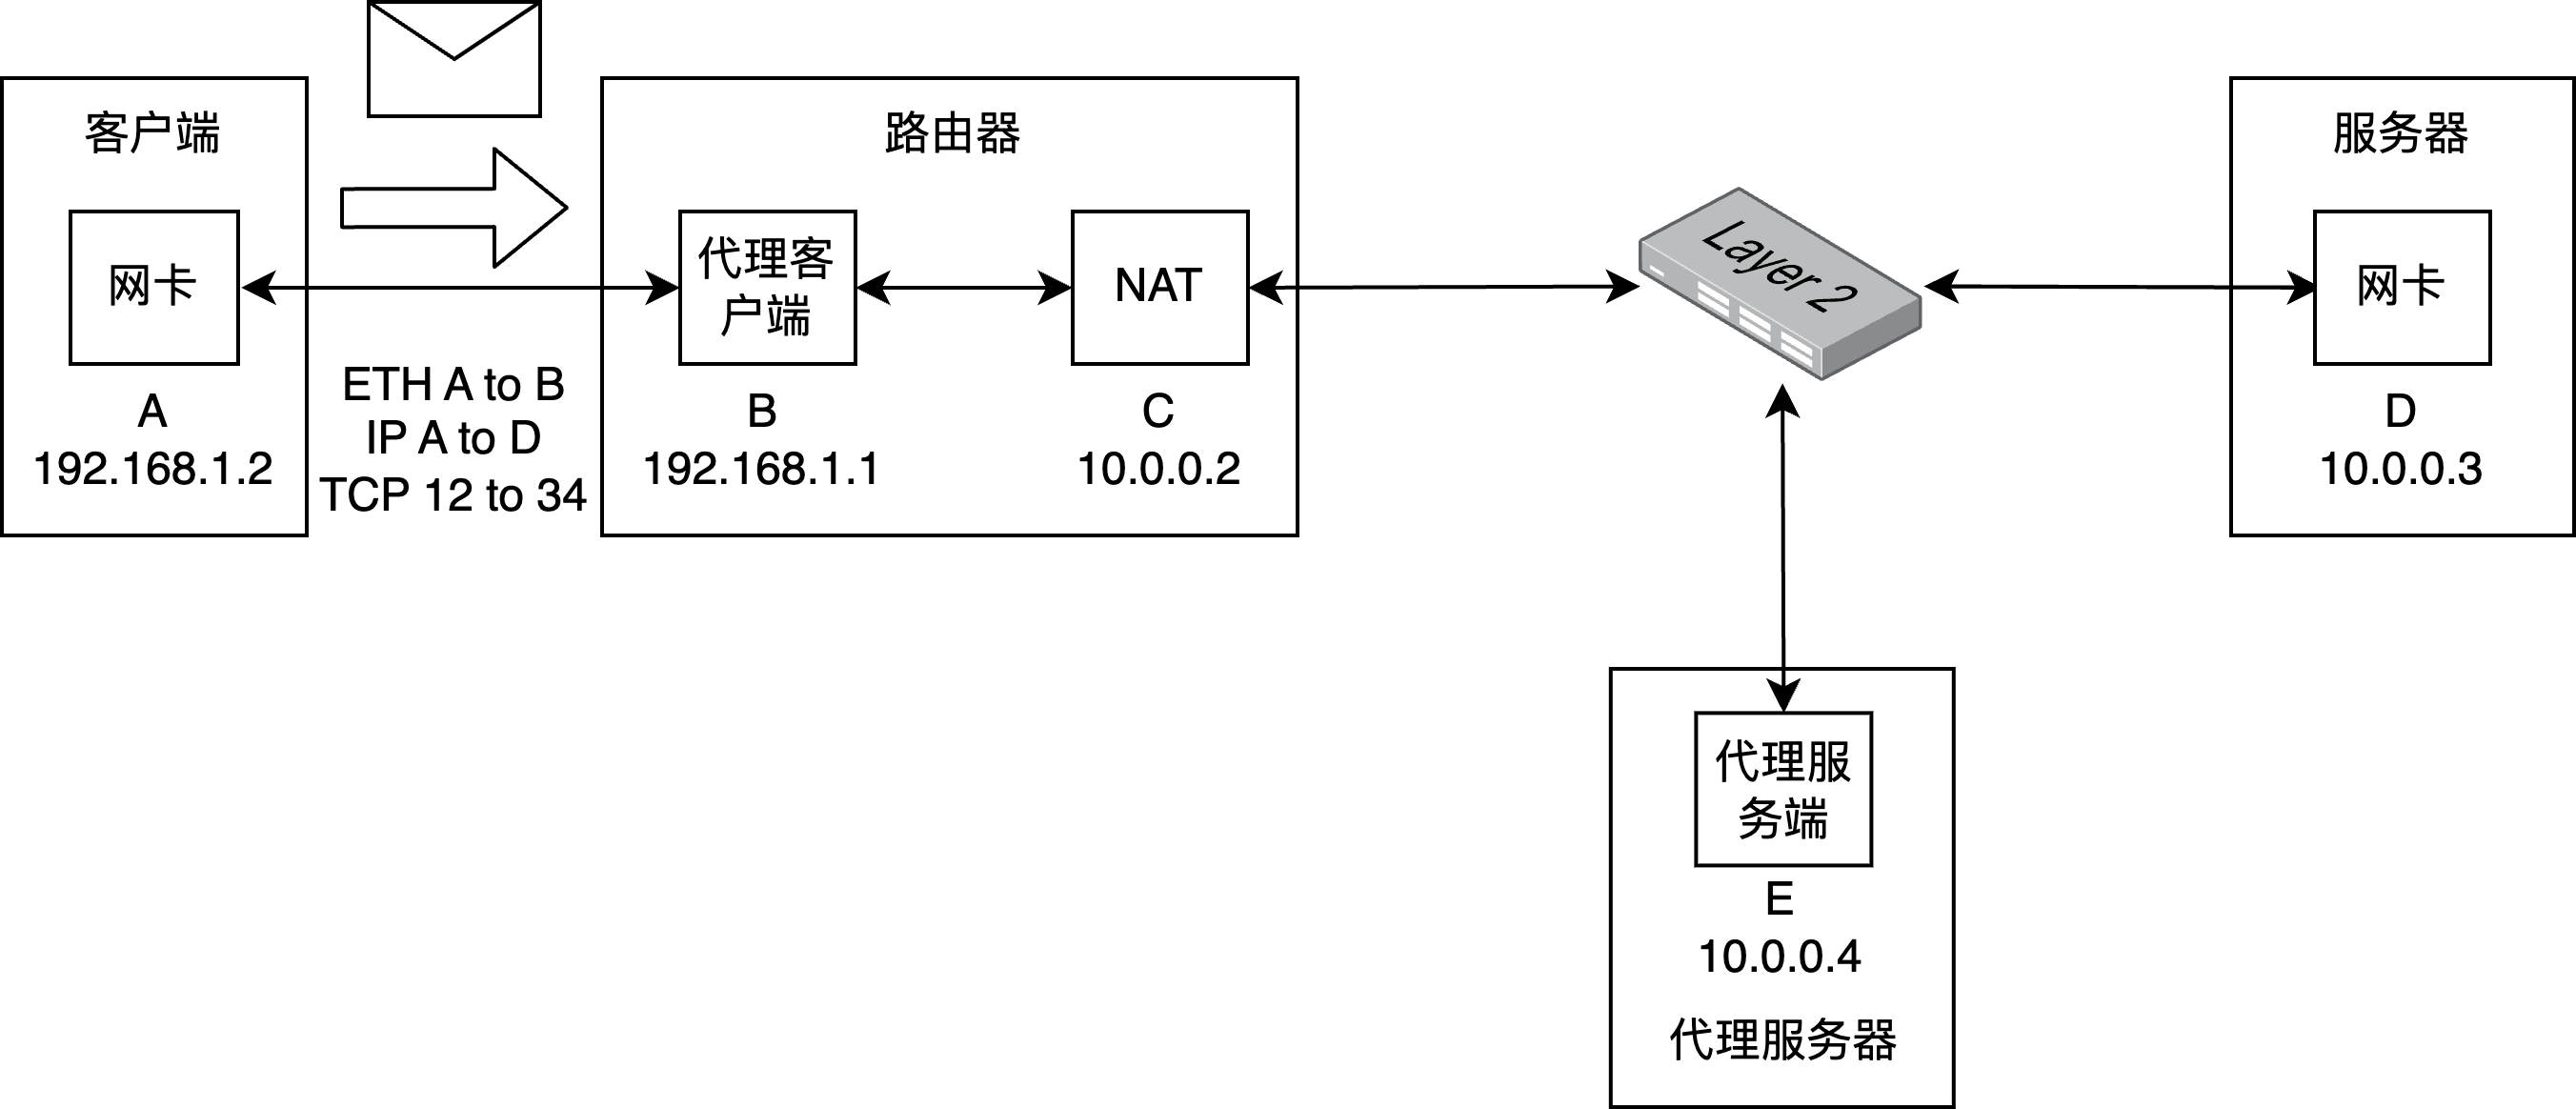 客户端
网卡
A
192.168.1.2
ETH A to B
IP A to D
TCP 12 to 34
路由器
代理客
户端
B
192.168.1.1
NAT
C
10.0.0.2
Layer 2
服务器
网卡
D
10.0.0.3
代理服
务端
E
10.0.0.4
代理服务器